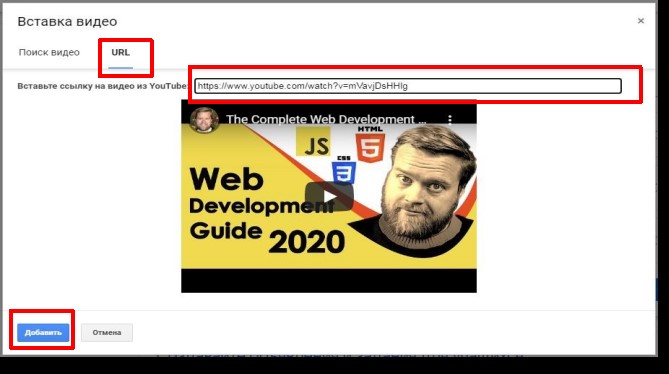 Вставка видео
×
Поиск видео URL
Вставьте ссылку на видео из YouTube: https://www.youtube.com/watch?v=mVavjDsHHlg
The Complete Web Development ...
JS HTML 5
CSS 3
Web
Development
Guide 2020
Добавить Отмена